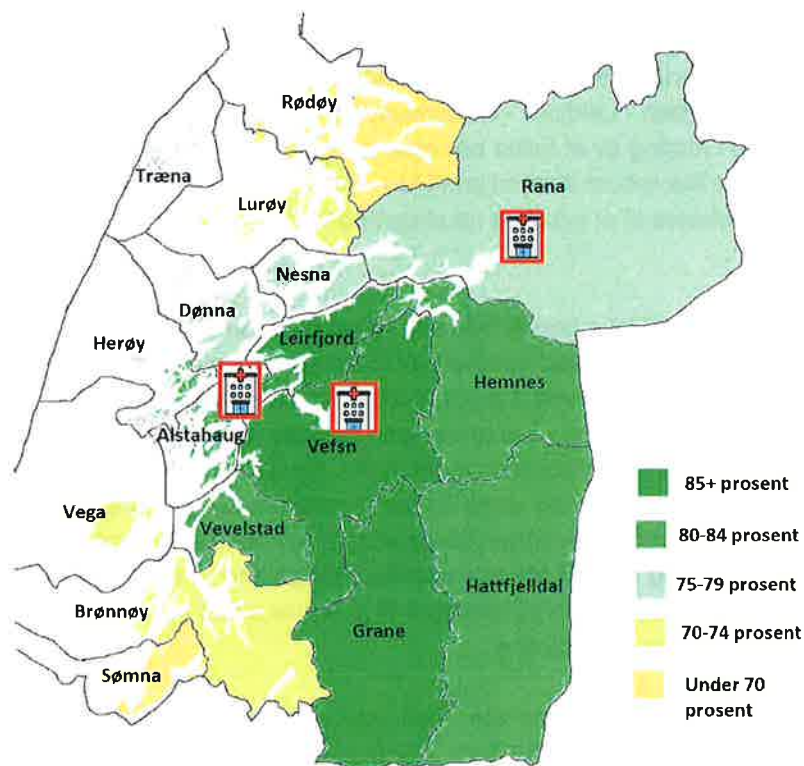 Rødøy
Træna
Rana
Lurøy
Nesna
Dønna
Herøy
Leirfjord
Hemnes
Alstahaug
Vefsn
Vega
Vevelstad
Hattfjelldal
Brønnøy
Grane
Sømna
85+ prosent
80-84 prosent
75-79 prosent
70-74 prosent
Under 70
prosent